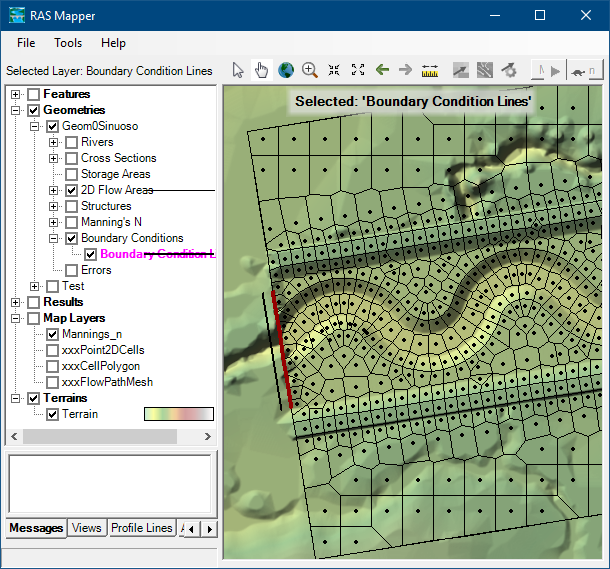 RAS Mapper
File Tools Help
Selected Layer: Boundary Condition Lines
Selected: 'Boundary Condition Lines'
Features
Geometries
Geom0Sinuoso
Rivers
Cross Sections
Storage Areas
2D Flow Areas
Structures
Manning's N
Boundary Conditions
Boundary Condition L
Errors
Test
Results
Map Layers
Mannings_n
xxxPoint2DCells
xxxCellPolygon
xxxFlowPathMesh
Terrains
Terrain
Messages Views Profile Lines